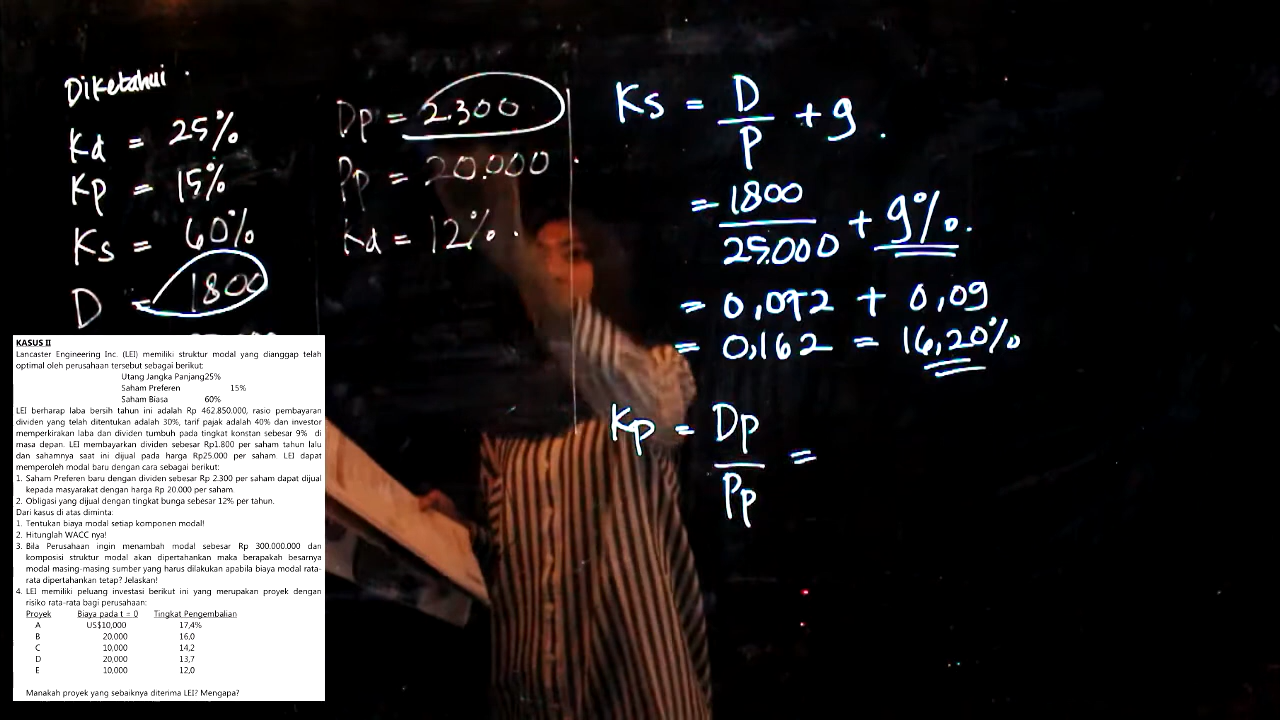 Diketahui .
Kd = 25%
Kp = 15%
Ks = 60%
D = 1800
Dp = 2.300
Pp = 20.000
Kd = 12% .
Ks = D/P + g .
= 1800/25.000 + 9% .
= 0,072 + 0,09
= 0,162 = 16,20%
Kp = Dp/Pp =
KASUS II
Lancaster Engineering Inc. (LEI) memiliki struktur modal yang dianggap telah
optimal oleh perusahaan tersebut sebagai berikut:
Utang Jangka Panjang25%
Saham Preferen 15%
Saham Biasa 60%
LEI berharap laba bersih tahun ini adalah Rp 462.850.000, rasio pembayaran
dividen yang telah ditentukan adalah 30%, tarif pajak adalah 40% dan investor
memperkirakan laba dan dividen tumbuh pada tingkat konstan sebesar 9% di
masa depan. LEI membayarkan dividen sebesar Rp1.800 per saham tahun lalu
dan sahamnya saat ini dijual pada harga Rp25.000 per saham. LEI dapat
memperoleh modal baru dengan cara sebagai berikut:
1. Saham Preferen baru dengan dividen sebesar Rp 2.300 per saham dapat dijual
kepada masyarakat dengan harga Rp 20.000 per saham
2. Obligasi yang dijual dengan tingkat bunga sebesar 12% per tahun.
Dari kasus di atas diminta:
1. Tentukan biaya modal setiap komponen modal!
2. Hitunglah WACC nya!
3. Bila Perusahaan ingin menambah modal sebesar Rp 300.000.000 dan
komposisi struktur modal akan dipertahankan maka berapakah besarnya
modal masing-masing sumber yang harus dilakukan apabila biaya modal rata-
rata dipertahankan tetap? Jelaskan!
4. LEI memiliki peluang investasi berikut ini yang merupakan proyek dengan
risiko rata-rata bagi perusahaan:
Proyek Biaya pada t = 0 Tingkat Pengembalian
A US$10,000 17,4%
B 20,000 16,0
C 10,000 14,2
D 20,000 13,7
E 10,000 12,0
Manakah proyek yang sebaiknya diterima LEI? Mengapa?